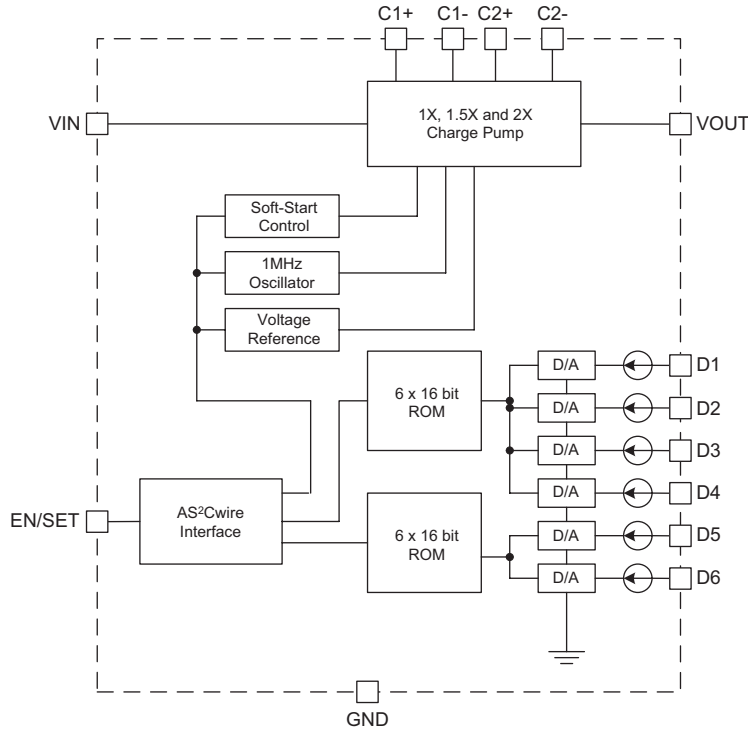 C1+ C1- C2+ C2-
VIN
1X, 1.5X and 2X
Charge Pump
VOUT
Soft-Start
Control
1MHz
Oscillator
Voltage
Reference
6 x 16 bit
ROM
D/A
D1
D/A
D2
D/A
D3
D/A
D4
EN/SET
AS²Cwire
Interface
6 x 16 bit
ROM
D/A
D5
D/A
D6
GND